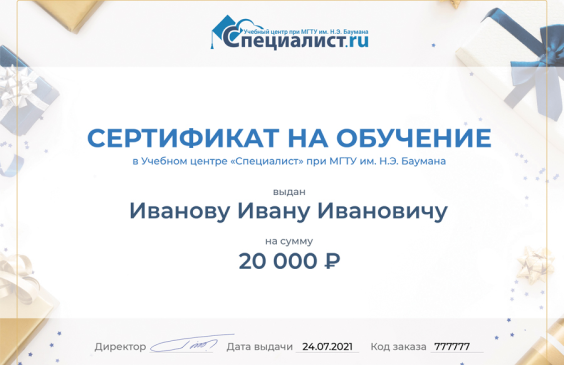 Учебный центр при МГТУ им. Н.Э. Баумана
Специалист.ru
СЕРТИФИКАТ НА ОБУЧЕНИЕ
в Учебном центре «Специалист» при МГТУ им. Н.Э. Баумана
выдан
Иванову Ивану Ивановичу
на сумму
20 000 ₽
Директор Дата выдачи 24.07.2021 Код заказа 777777